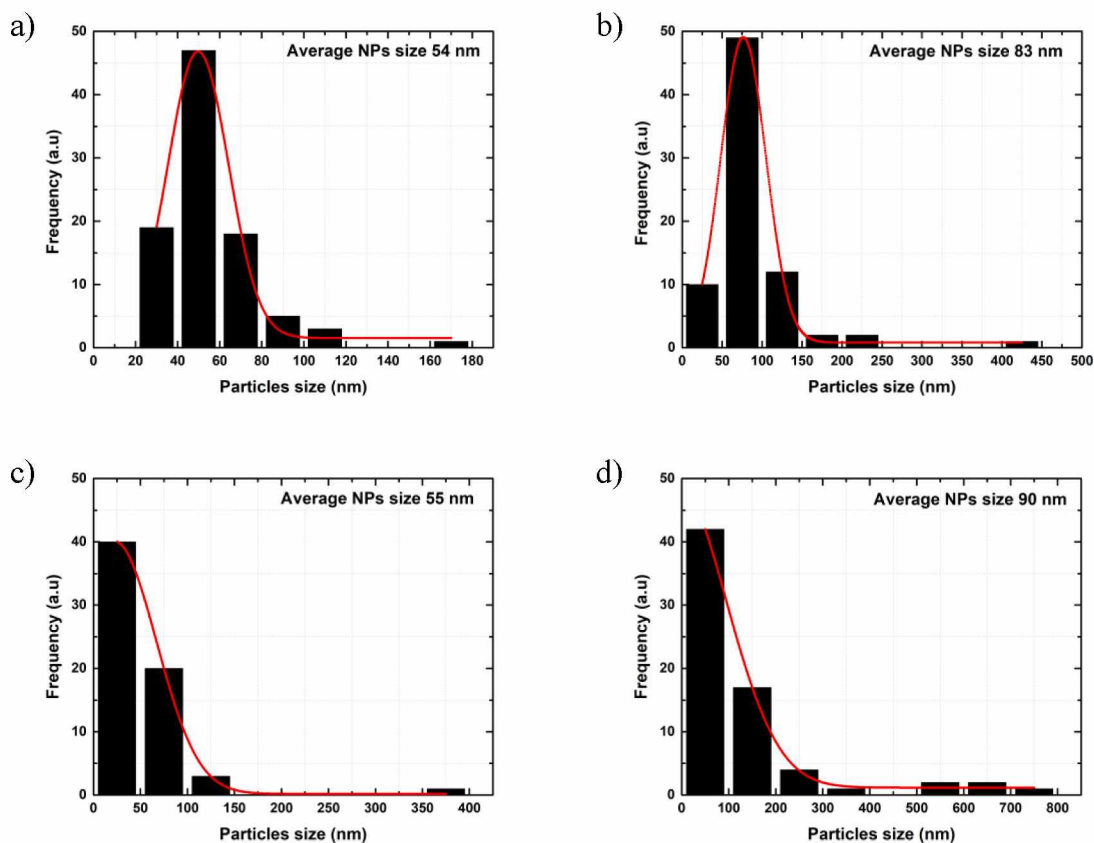 a)
Average NPs size 54 nm
Frequency (a.u)
50
40
30
20
10
0
0 20 40 60 80 100 120 140 160 180
Particles size (nm)
b)
Average NPs size 83 nm
Frequency (a.u)
50
40
30
20
10
0
0 50 100 150 200 250 300 350 400 450 500
Particles size (nm)
c)
Average NPs size 55 nm
Frequency (a.u)
50
40
30
20
10
0
0 50 100 150 200 250 300 350 400
Particles size (nm)
d)
Average NPs size 90 nm
Frequency (a.u)
50
40
30
20
10
0
0 100 200 300 400 500 600 700 800
Particles size (nm)